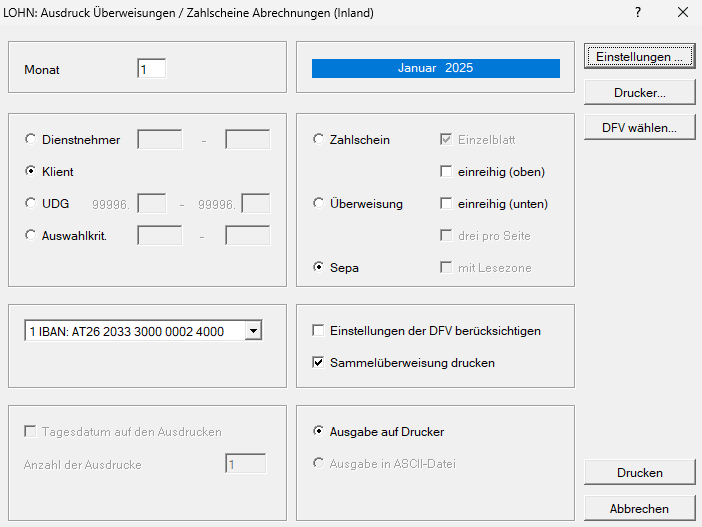 LOHN: Ausdruck Überweisungen / Zahlscheine Abrechnungen (Inland)
?
Monat
1
Januar 2025
Einstellungen ...
Drucker...
DFV wählen...
Dienstnehmer
-
Klient
UDG
99996.
-
99996.
Auswahlkrit.
-
Zahlschein
Einzelblatt
einreihig (oben)
Überweisung
einreihig (unten)
drei pro Seite
Sepa
mit Lesezone
1 IBAN: AT26 2033 3000 0002 4000
Einstellungen der DFV berücksichtigen
Sammelüberweisung drucken
Tagesdatum auf den Ausdrucken
Anzahl der Ausdrucke
1
Ausgabe auf Drucker
Ausgabe in ASCII-Datei
Drucken
Abbrechen